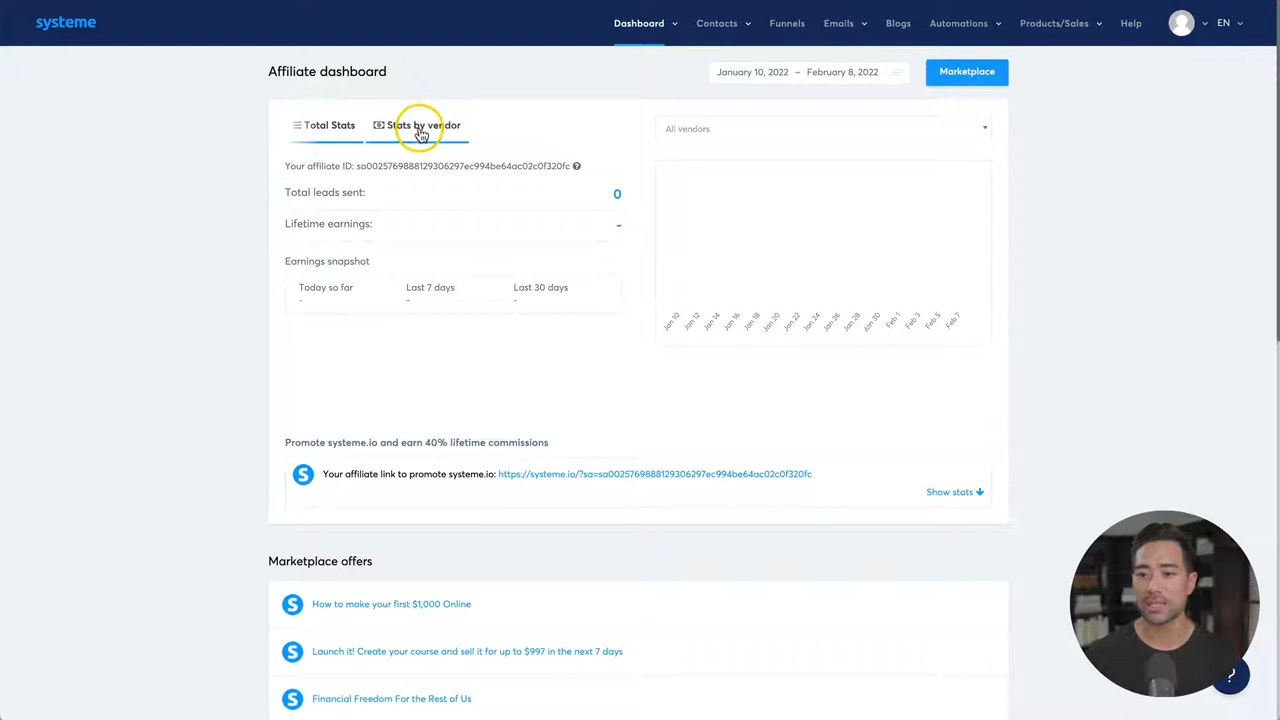 systeme
Dashboard Contacts Funnels Emails Blogs Automations Products/Sales Help EN
Affiliate dashboard
January 10, 2022 – February 8, 2022
Marketplace
Total Stats Stats by vendor
All vendors
Your affiliate ID: sa0025769888129306297ec994be64ac02c0f320fc
Total leads sent: 0
Lifetime earnings: -
Earnings snapshot
Today so far Last 7 days Last 30 days
- - -
Jan 10 Jan 12 Jan 14 Jan 16 Jan 18 Jan 20 Jan 22 Jan 24 Jan 26 Jan 28 Jan 30 Feb 1 Feb 3 Feb 5 Feb 7
Promote systeme.io and earn 40% lifetime commissions
S Your affiliate link to promote systeme.io: https://systeme.io/?sa=sa0025769888129306297ec994be64ac02c0f320fc
Show stats
Marketplace offers
S How to make your first $1,000 Online
S Launch it! Create your course and sell it for up to $997 in the next 7 days
S Financial Freedom For the Rest of Us
?